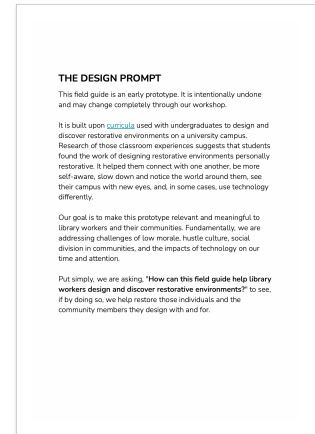 THE DESIGN PROMPT
This field guide is an early prototype. It is intentionally undone
and may change completely through our workshop.
It is built upon curricula used with undergraduates to design and
discover restorative environments on a university campus.
Research of those classroom experiences suggests that students
found the work of designing restorative environments personally
restorative. It helped them connect with one another, be more
self-aware, slow down and notice the world around them, see
their campus with new eyes, and, in some cases, use technology
differently.
Our goal is to make this prototype relevant and meaningful to
library workers and their communities. Fundamentally, we are
addressing challenges of low morale, hustle culture, social
division in communities, and the impacts of technology on our
time and attention.
Put simply, we are asking, "How can this field guide help library
workers design and discover restorative environments?" to see,
if by doing so, we help restore those individuals and the
community members they design with and for.